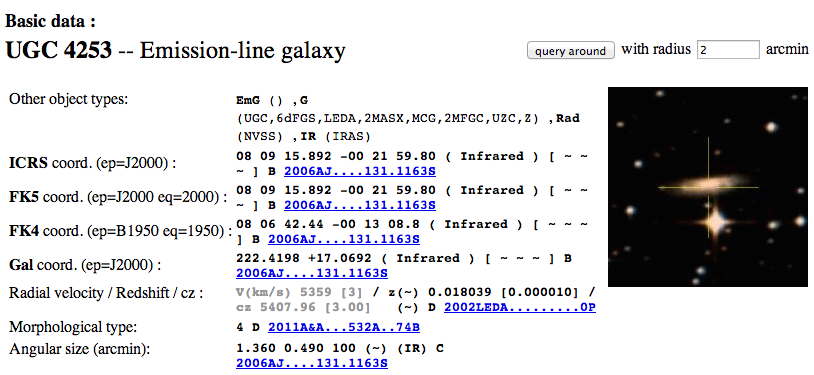 Basic data :
UGC 4253 -- Emission-line galaxy
query around with radius 2 arcmin
Other object types: EmG () ,G
(UGC,6dFGS,LEDA,2MASX,MCG,2MFGC,UZC,Z) ,Rad
(NVSS) ,IR (IRAS)
ICRS coord. (ep=J2000) : 08 09 15.892 -00 21 59.80 ( Infrared ) [ ~ ~
~ ] B 2006AJ....131.1163S
FK5 coord. (ep=J2000 eq=2000) : 08 09 15.892 -00 21 59.80 ( Infrared ) [ ~ ~
~ ] B 2006AJ....131.1163S
FK4 coord. (ep=B1950 eq=1950) : 08 06 42.44 -00 13 08.8 ( Infrared ) [ ~ ~ ~
] B 2006AJ....131.1163S
Gal coord. (ep=J2000) : 222.4198 +17.0692 ( Infrared ) [ ~ ~ ~ ] B
2006AJ....131.1163S
Radial velocity / Redshift / cz : V(km/s) 5359 [3] / z(~) 0.018039 [0.000010] /
cz 5407.96 [3.00] (~) D 2002LEDA.........0P
Morphological type: 4 D 2011A&A...532A..74B
Angular size (arcmin): 1.360 0.490 100 (~) (IR) C
2006AJ....131.1163S